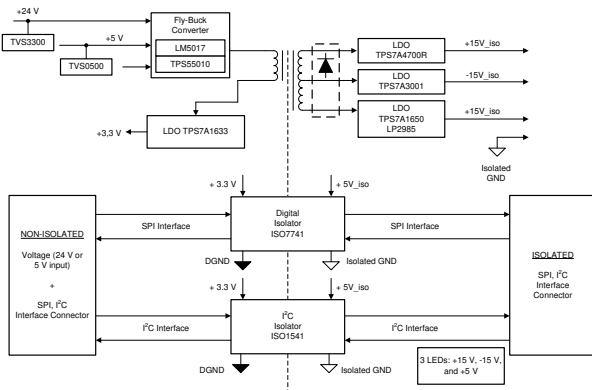 +24 V
TVS3300
+5 V
TVS0500
Fly-Buck
Converter
LM5017
TPS55010
LDO
TPS7A4700R
+15V_iso
LDO
TPS7A3001
-15V_iso
LDO
TPS7A1650
LP2985
+15V_iso
Isolated
GND
+3,3 V
LDO TPS7A1633
NON-ISOLATED
Voltage (24 V or
5 V input)
+
SPI, I²C
Interface Connector
+ 3.3 V
+ 5V_iso
SPI Interface
Digital
Isolator
ISO7741
SPI Interface
DGND
Isolated GND
+ 3.3 V
+ 5V_iso
I²C Interface
I²C
Isolator
ISO1541
I²C Interface
DGND
Isolated GND
ISOLATED
SPI, I²C
Interface
Connector
3 LEDs: +15 V, -15 V,
and +5 V